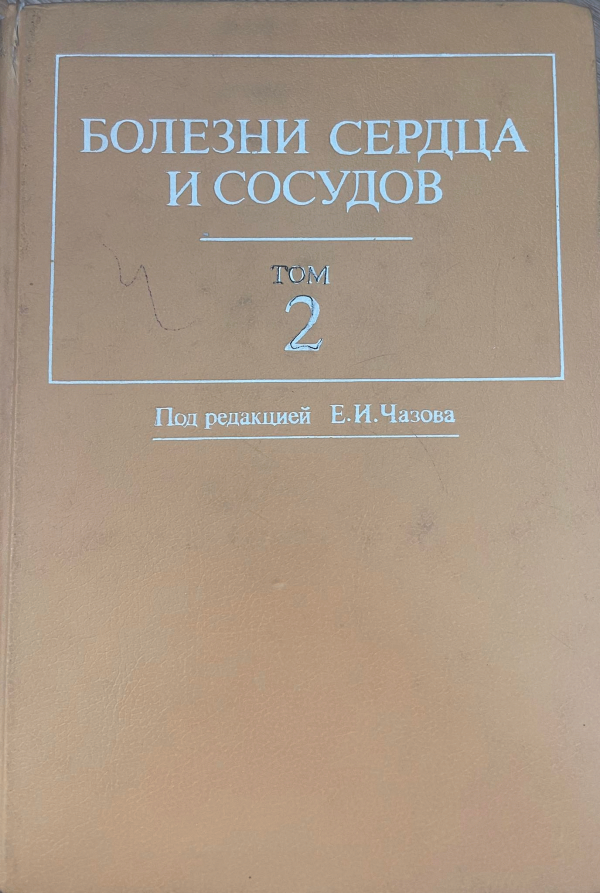 БОЛЕЗНИ СЕРДЦА
И СОСУДОВ
ТОМ
2
Под редакцией Е.И.Чазова